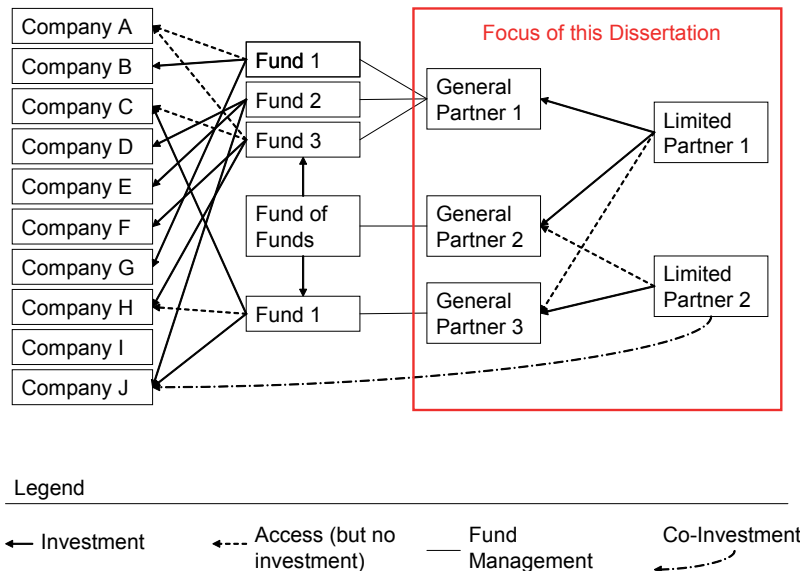 Company A
Company B
Company C
Company D
Company E
Company F
Company G
Company H
Company I
Company J
Fund 1
Fund 2
Fund 3
Fund of
Funds
Fund 1
Focus of this Dissertation
General
Partner 1
General
Partner 2
General
Partner 3
Limited
Partner 1
Limited
Partner 2
Legend
Investment
Access (but no
investment)
Fund
Management
Co-Investment